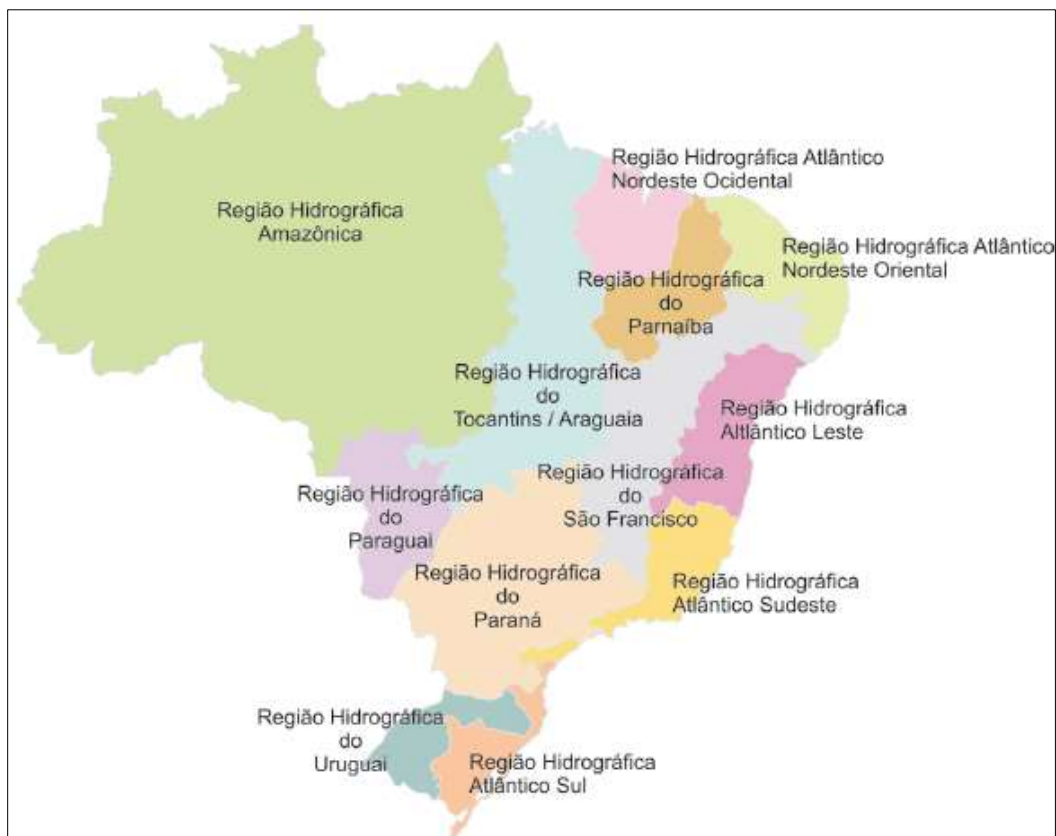 Região Hidrográfica Atlântico
Nordeste Ocidental
Região Hidrográfica
Amazônica
Região Hidrográfica Atlântico
Nordeste Oriental
Região Hidrográfica
do
Parnaíba
Região Hidrográfica
do
Tocantins / Araguaia
Região Hidrográfica
Altlântico Leste
Região Hidrográfica
do
São Francisco
Região Hidrográfica
do
Paraguai
Região Hidrográfica
do
Paraná
Região Hidrográfica
Atlântico Sudeste
Região Hidrográfica
do
Uruguai
Região Hidrográfica
Atlântico Sul